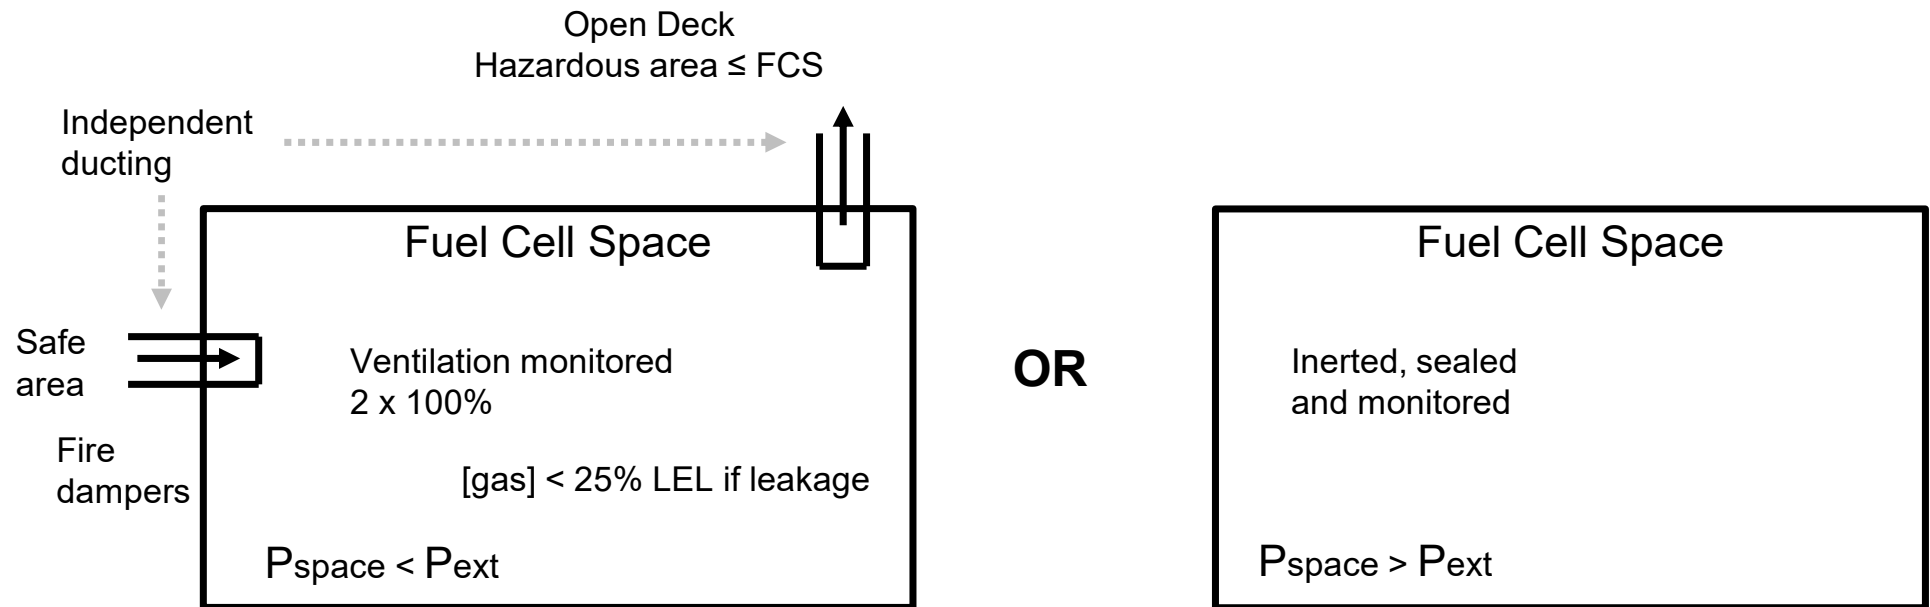 Open Deck
Hazardous area ≤ FCS
Independent
ducting
Fuel Cell Space
Safe
area
Ventilation monitored
2 x 100%
Fire
dampers
[gas] < 25% LEL if leakage
Pspace < Pext
OR
Fuel Cell Space
Inerted, sealed
and monitored
Pspace > Pext